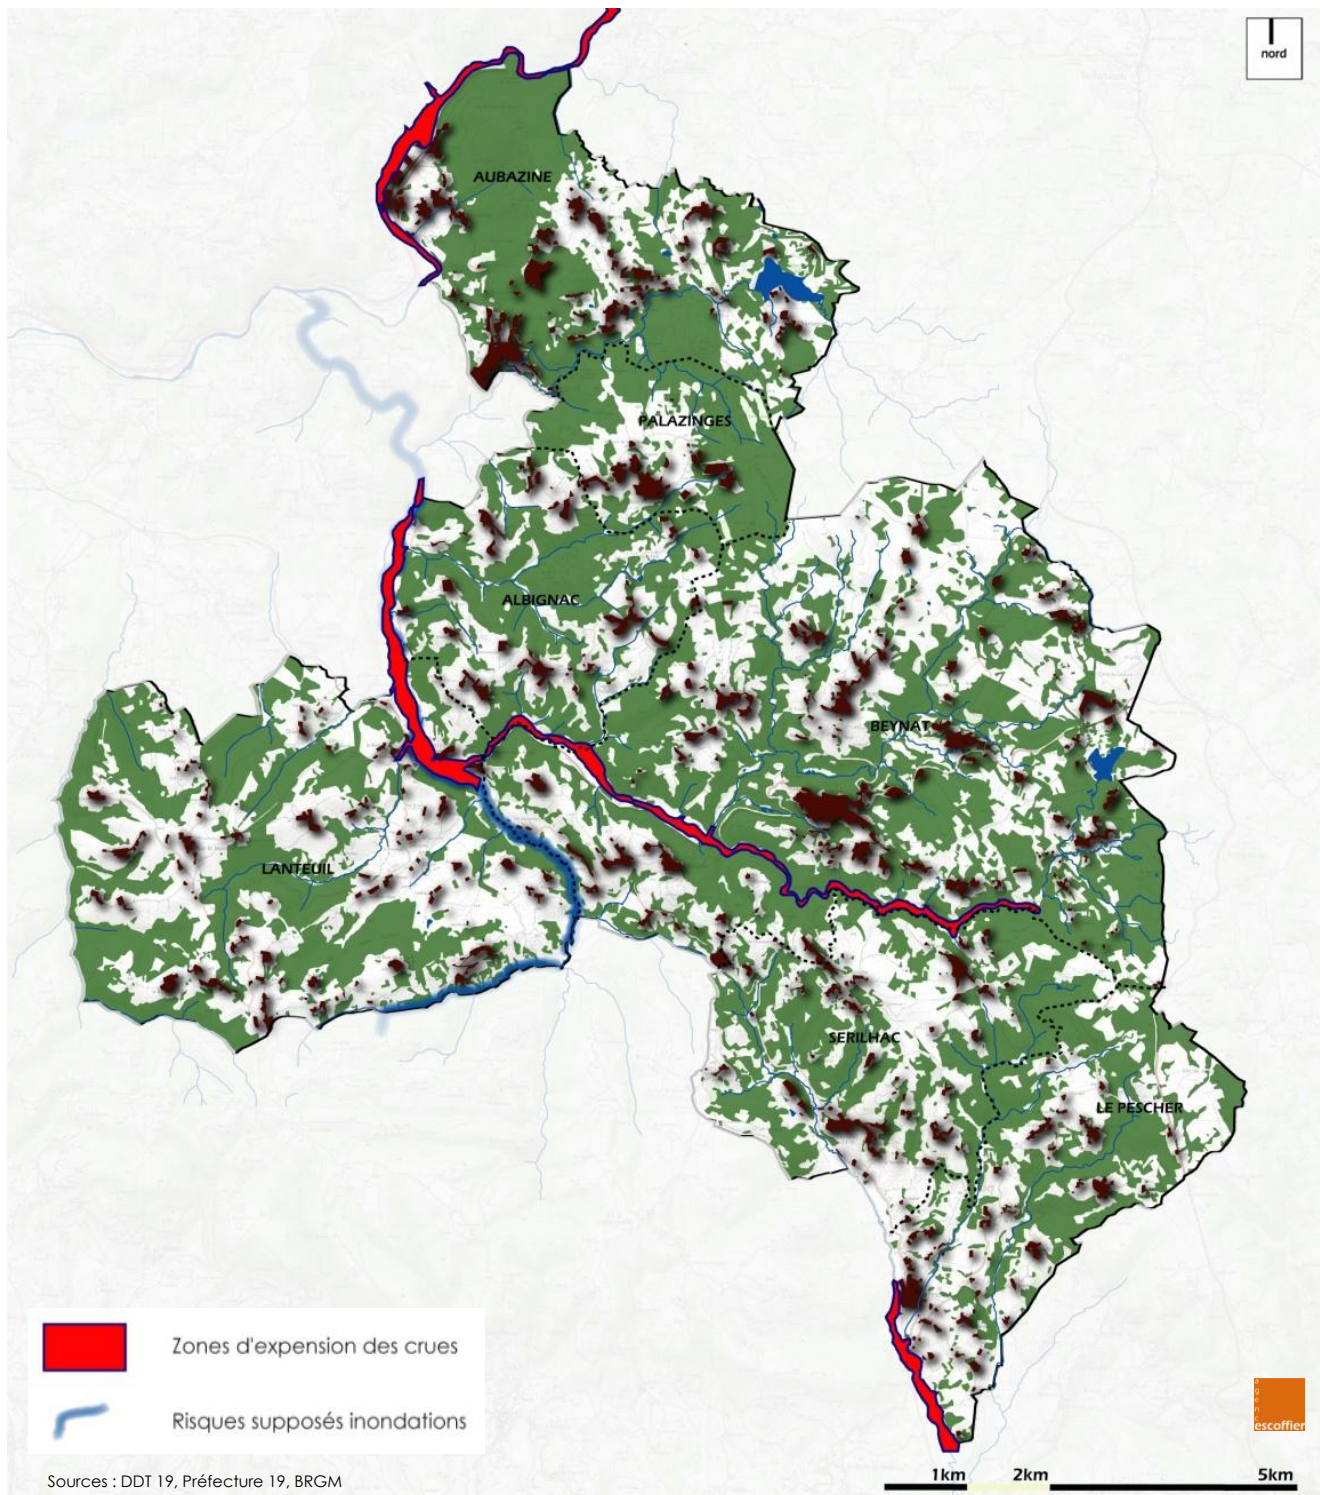 nord
AUBAZINE
PALAZINGES
ALBIGNAC
BEYNAT
LANTEUIL
SERILHAC
LE PESCHER
Zones d'expension des crues
Risques supposés inondations
agence
escoffier
Sources : DDT 19, Préfecture 19, BRGM
1km 2km 5km